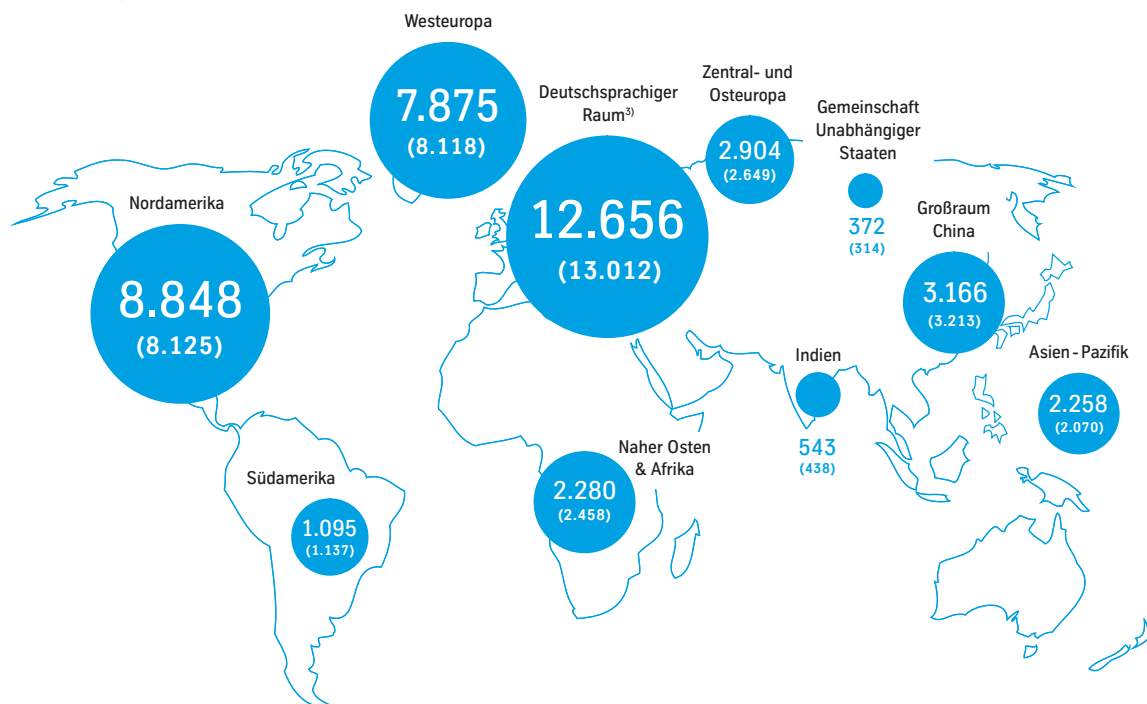 Westeuropa
7.875
(8.118)
Deutschsprachiger
Raum³⁾
12.656
(13.012)
Zentral- und
Osteuropa
2.904
(2.649)
Gemeinschaft
Unabhängiger
Staaten
372
(314)
Nordamerika
8.848
(8.125)
Großraum
China
3.166
(3.213)
Indien
543
(438)
Asien - Pazifik
2.258
(2.070)
Naher Osten
& Afrika
2.280
(2.458)
Südamerika
1.095
(1.137)